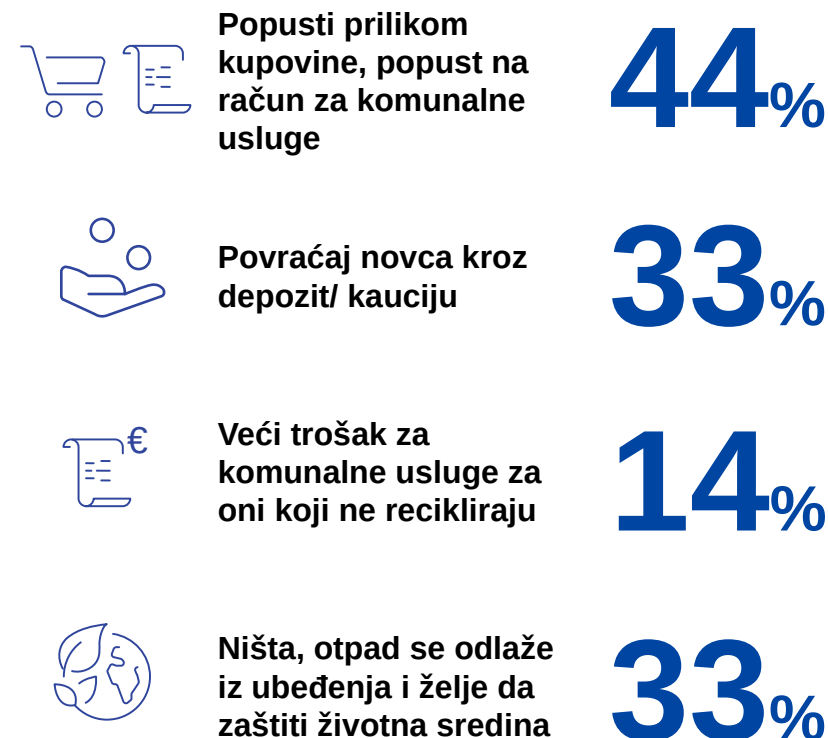 Popusti prilikom
kupovine, popust na
račun za komunalne
usluge
44%
Povraćaj novca kroz
depozit/ kauciju
33%
€
Veći trošak za
komunalne usluge za
oni koji ne recikliraju
14%
Ništa, otpad se odlaže
iz ubeđenja i želje da
zaštiti životna sredina
33%